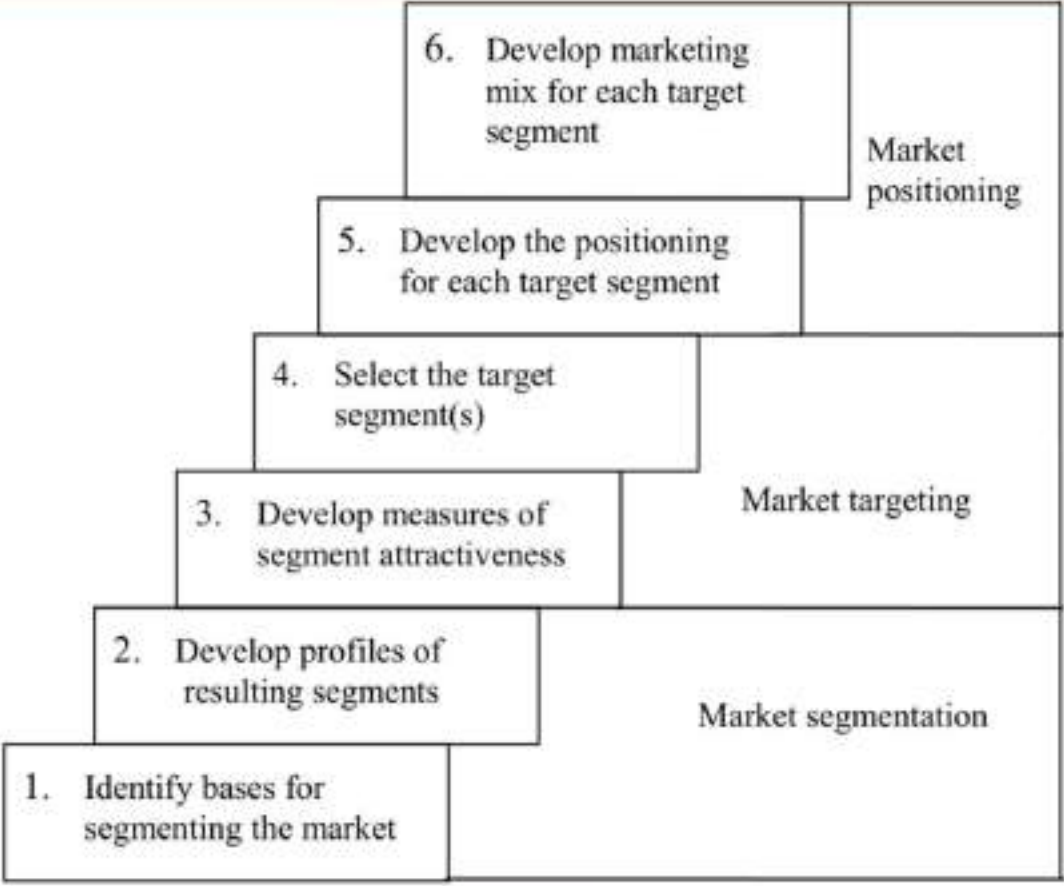 6. Develop marketing
mix for each target
segment
Market
positioning
5. Develop the positioning
for each target segment
4. Select the target
segment(s)
Market targeting
3. Develop measures of
segment attractiveness
2. Develop profiles of
resulting segments
Market segmentation
1. Identify bases for
segmenting the market